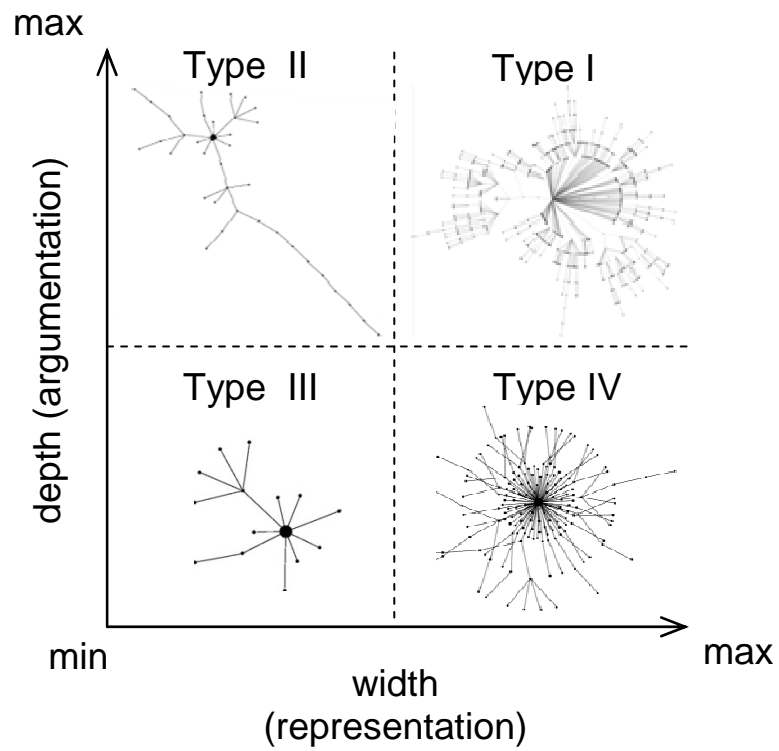 max
Type II
Type I
depth (argumentation)
Type III
Type IV
min
max
width
(representation)